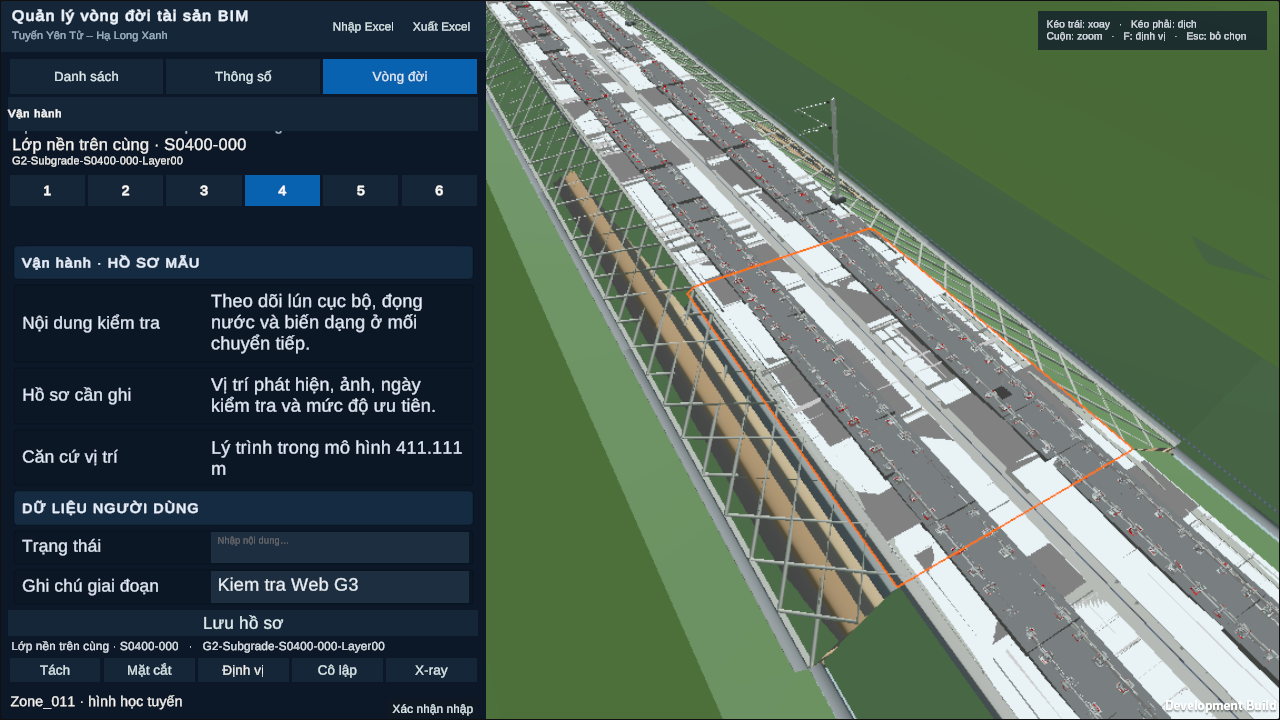 Quản lý vòng đời tài sản BIM
Tuyến Yên Tử – Hạ Long Xanh
Nhập Excel
Xuất Excel
Danh sách
Thông số
Vòng đời
Vận hành
Lớp nền trên cùng · S0400-000
G2-Subgrade-S0400-000-Layer00
1
2
3
4
5
6
Vận hành · HỒ SƠ MẪU
Nội dung kiểm tra
Theo dõi lún cục bộ, đọng
nước và biến dạng ở mối
chuyển tiếp.
Hồ sơ cần ghi
Vị trí phát hiện, ảnh, ngày
kiểm tra và mức độ ưu tiên.
Căn cứ vị trí
Lý trình trong mô hình 411.111
m
DỮ LIỆU NGƯỜI DÙNG
Trạng thái
Nhập nội dung...
Ghi chú giai đoạn
Kiem tra Web G3
Lưu hồ sơ
Lớp nền trên cùng · S0400-000 · G2-Subgrade-S0400-000-Layer00
Tách
Mặt cắt
Định vị
Cô lập
X-ray
Zone_011 · hình học tuyến
Xác nhận nhập
Kéo trái: xoay · Kéo phải: dịch
Cuộn: zoom · F: định vị · Esc: bỏ chọn
Development Build